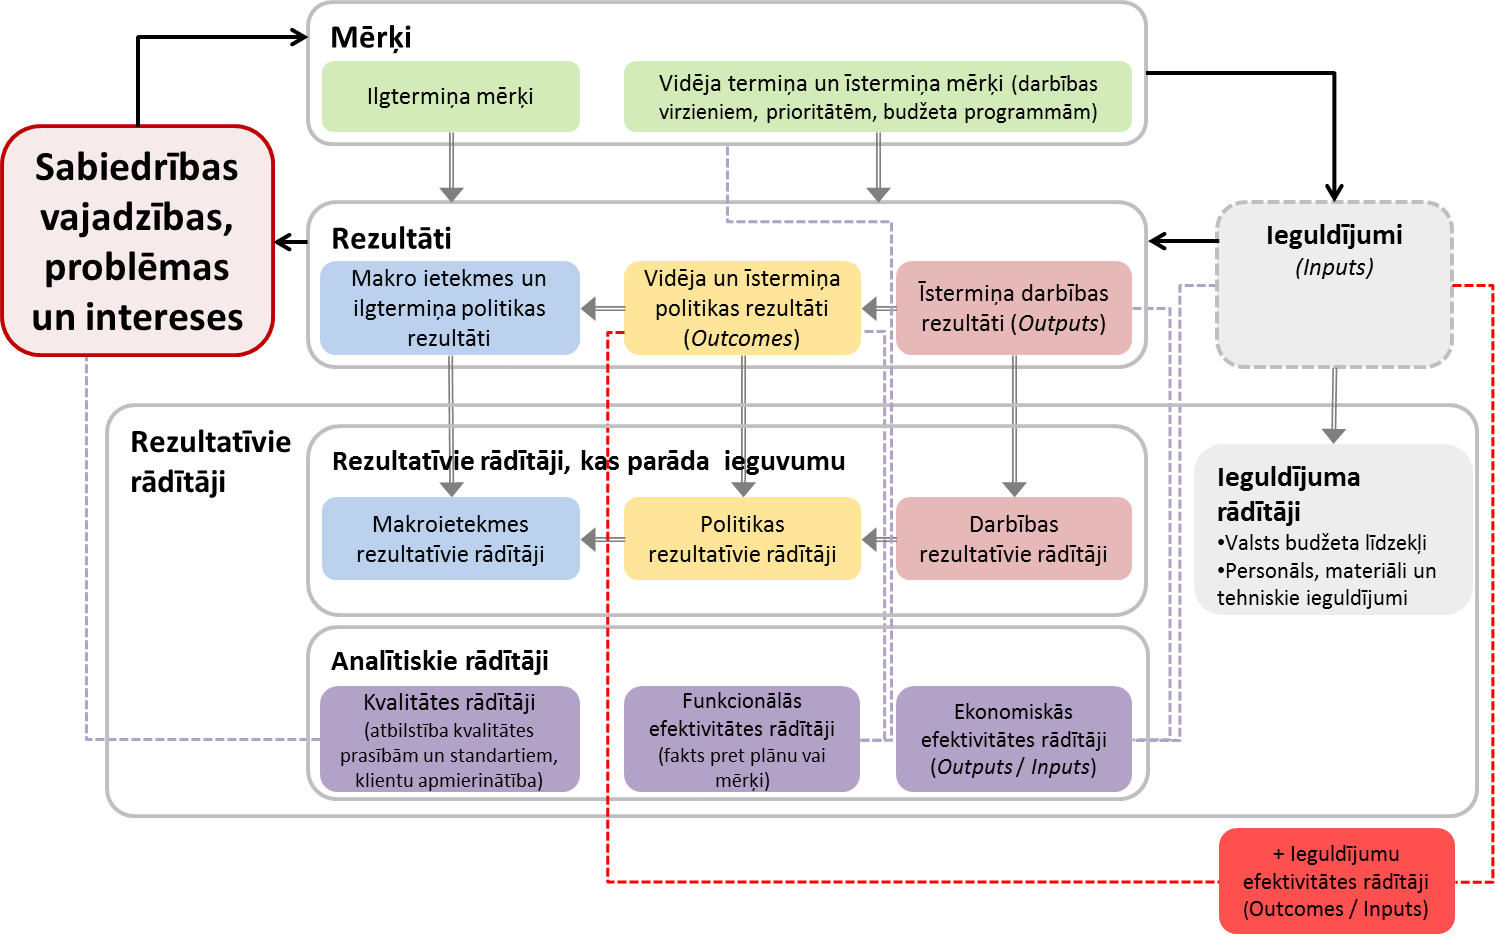 Mērķi
Ilgtermiņa mērķi
Vidēja termiņa un īstermiņa mērķi (darbības
virzieniem, prioritātēm, budžeta programmām)
Sabiedrības
vajadzības,
problēmas
un intereses
Rezultāti
Makro ietekmes un
ilgtermiņa politikas
rezultāti
Vidēja un īstermiņa
politikas rezultāti
(Outcomes)
Īstermiņa darbības
rezultāti (Outputs)
Ieguldījumi
(Inputs)
Rezultatīvie
rādītāji
Rezultatīvie rādītāji, kas parāda ieguvumu
Makroietekmes
rezultatīvie rādītāji
Politikas
rezultatīvie rādītāji
Darbības
rezultatīvie rādītāji
Ieguldījuma
rādītāji
•Valsts budžeta līdzekļi
•Personāls, materiāli un
tehniskie ieguldījumi
Analītiskie rādītāji
Kvalitātes rādītāji
(atbilstība kvalitātes
prasībām un standartiem,
klientu apmierinātība)
Funkcionālās
efektivitātes rādītāji
(fakts pret plānu vai
mērķi)
Ekonomiskās
efektivitātes rādītāji
(Outputs / Inputs)
+ Ieguldījumu
efektivitātes rādītāji
(Outcomes / Inputs)